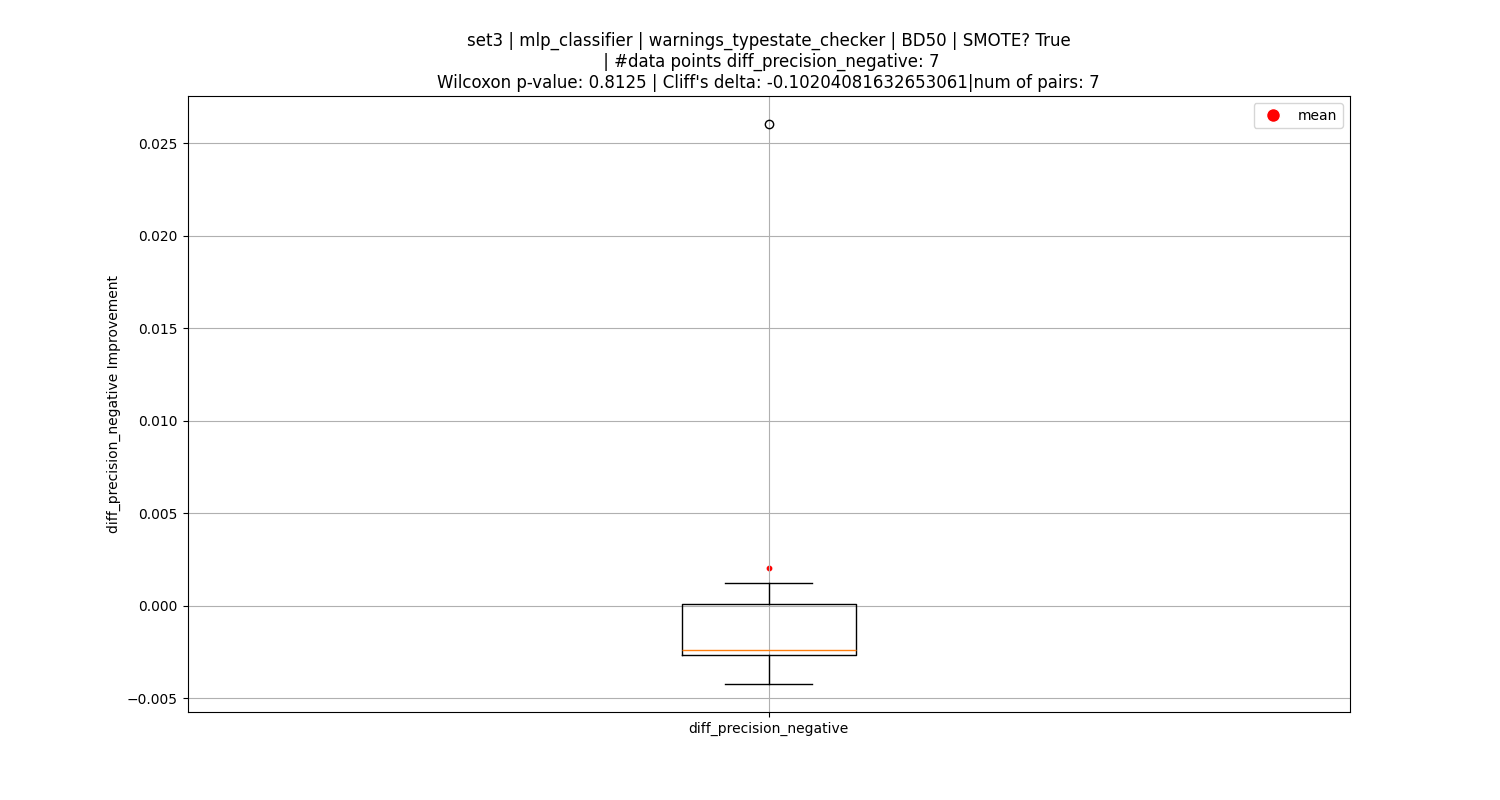 set3 | mlp_classifier | warnings_typestate_checker | BD50 | SMOTE? True
| #data points diff_precision_negative: 7
Wilcoxon p-value: 0.8125 | Cliff's delta: -0.10204081632653061|num of pairs: 7
mean
0.025
0.020
0.015
0.010
0.005
0.000
−0.005
diff_precision_negative Improvement
diff_precision_negative